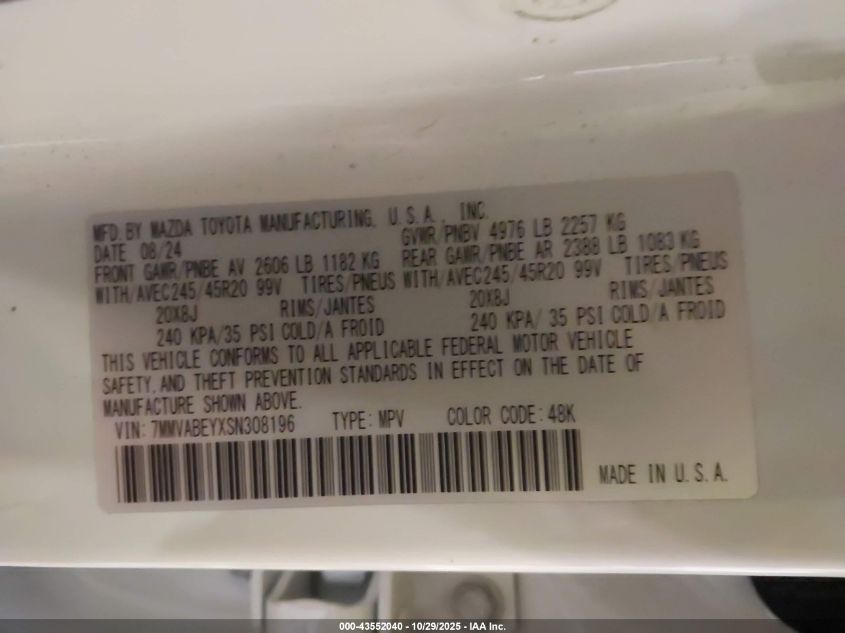 MFD. BY MAZDA TOYOTA MANUFACTURING, U.S.A., INC.
DATE 08/24 GVWR/PNBV 4976 LB 2257 KG
FRONT GAWR/PNBE AV 2606 LB 1182 KG REAR GAWR/PNBE AR 2388 LB 1083 KG
WITH/AVEC245/45R20 99V TIRES/PNEUS WITH/AVEC245/45R20 99V TIRES/PNEUS
20X8J RIMS/JANTES 20X8J RIMS/JANTES
240 KPA/35 PSI COLD/A FROID 240 KPA/ 35 PSI COLD/A FROID
THIS VEHICLE CONFORMS TO ALL APPLICABLE FEDERAL MOTOR VEHICLE
SAFETY, AND THEFT PREVENTION STANDARDS IN EFFECT ON THE DATE OF
MANUFACTURE SHOWN ABOVE.
VIN: 7MMVABEYXSN308196 TYPE: MPV COLOR CODE: 48K
MADE IN U.S.A.
000-43552040 - 10/29/2025 - IAA Inc.